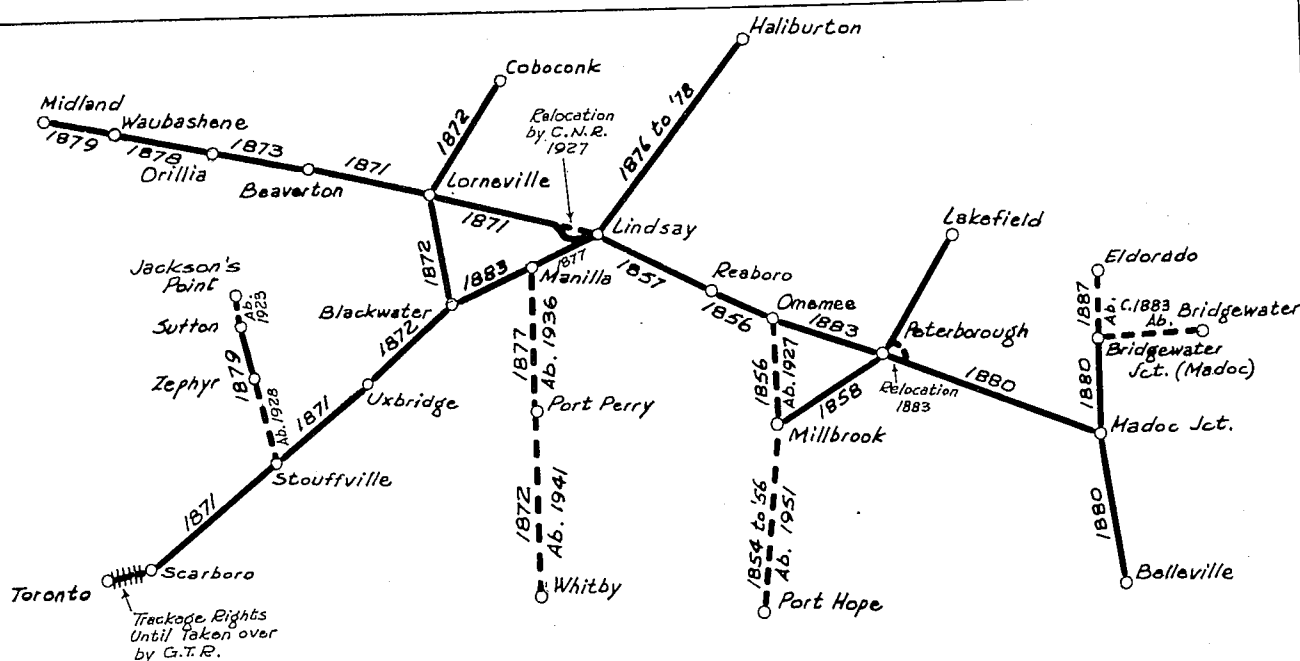 Haliburton
Coboconk
Midland
Waubashene
1879
1878
Orillia
1873
Beaverton
1871
1872
Lorneville
Relocation
by C.N.R.
1927
1876 to '78
1871
Lindsay
1877
Manilla
1883
1872
Blackwater
1857
Reaboro
1856
Omemee
1883
Lakefield
Peterborough
Relocation
1883
1880
Eldorado
1887
Ab.
C.1883
Ab.
Bridgewater
Bridgewater
Jct. (Madoc)
1880
Madoc Jct.
1880
Belleville
Jackson's
Point
Ab.
1923
Sutton
1879
Zephyr
Ab. 1928
1872
Uxbridge
1871
Stouffville
1871
Scarboro
Toronto
Trackage Rights
Until Taken over
by G.T.R.
1877
Ab. 1936
Port Perry
1872
Ab. 1941
Whitby
1856
Ab. 1927
1858
Millbrook
1854 to '56
Ab. 1951
Port Hope